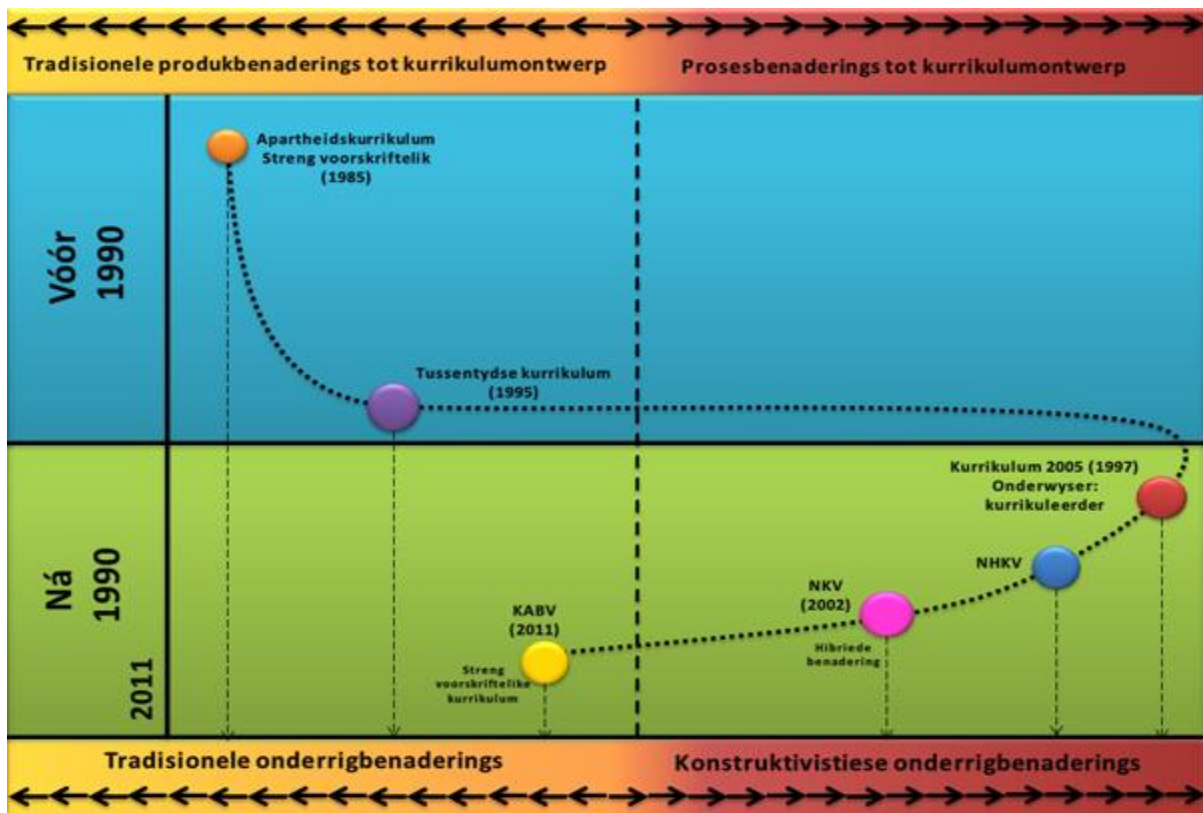 Tradisionele produkbenaderings tot kurrikulumontwerp
Prosesbenaderings tot kurrikulumontwerp
Vóór
1990
Apartheidskurrikulum
Streng voorskriftelik
(1985)
Tussentydse kurrikulum
(1995)
Ná
1990
2011
Kurrikulum 2005 (1997)
Onderwyser:
kurrikuleerder
NHKV
NKV
(2002)
Hibriede
benadering
KABV
(2011)
Streng
voorskriftelike
kurrikulum
Tradisionele onderrigbenaderings
Konstruktivistiese onderrigbenaderings